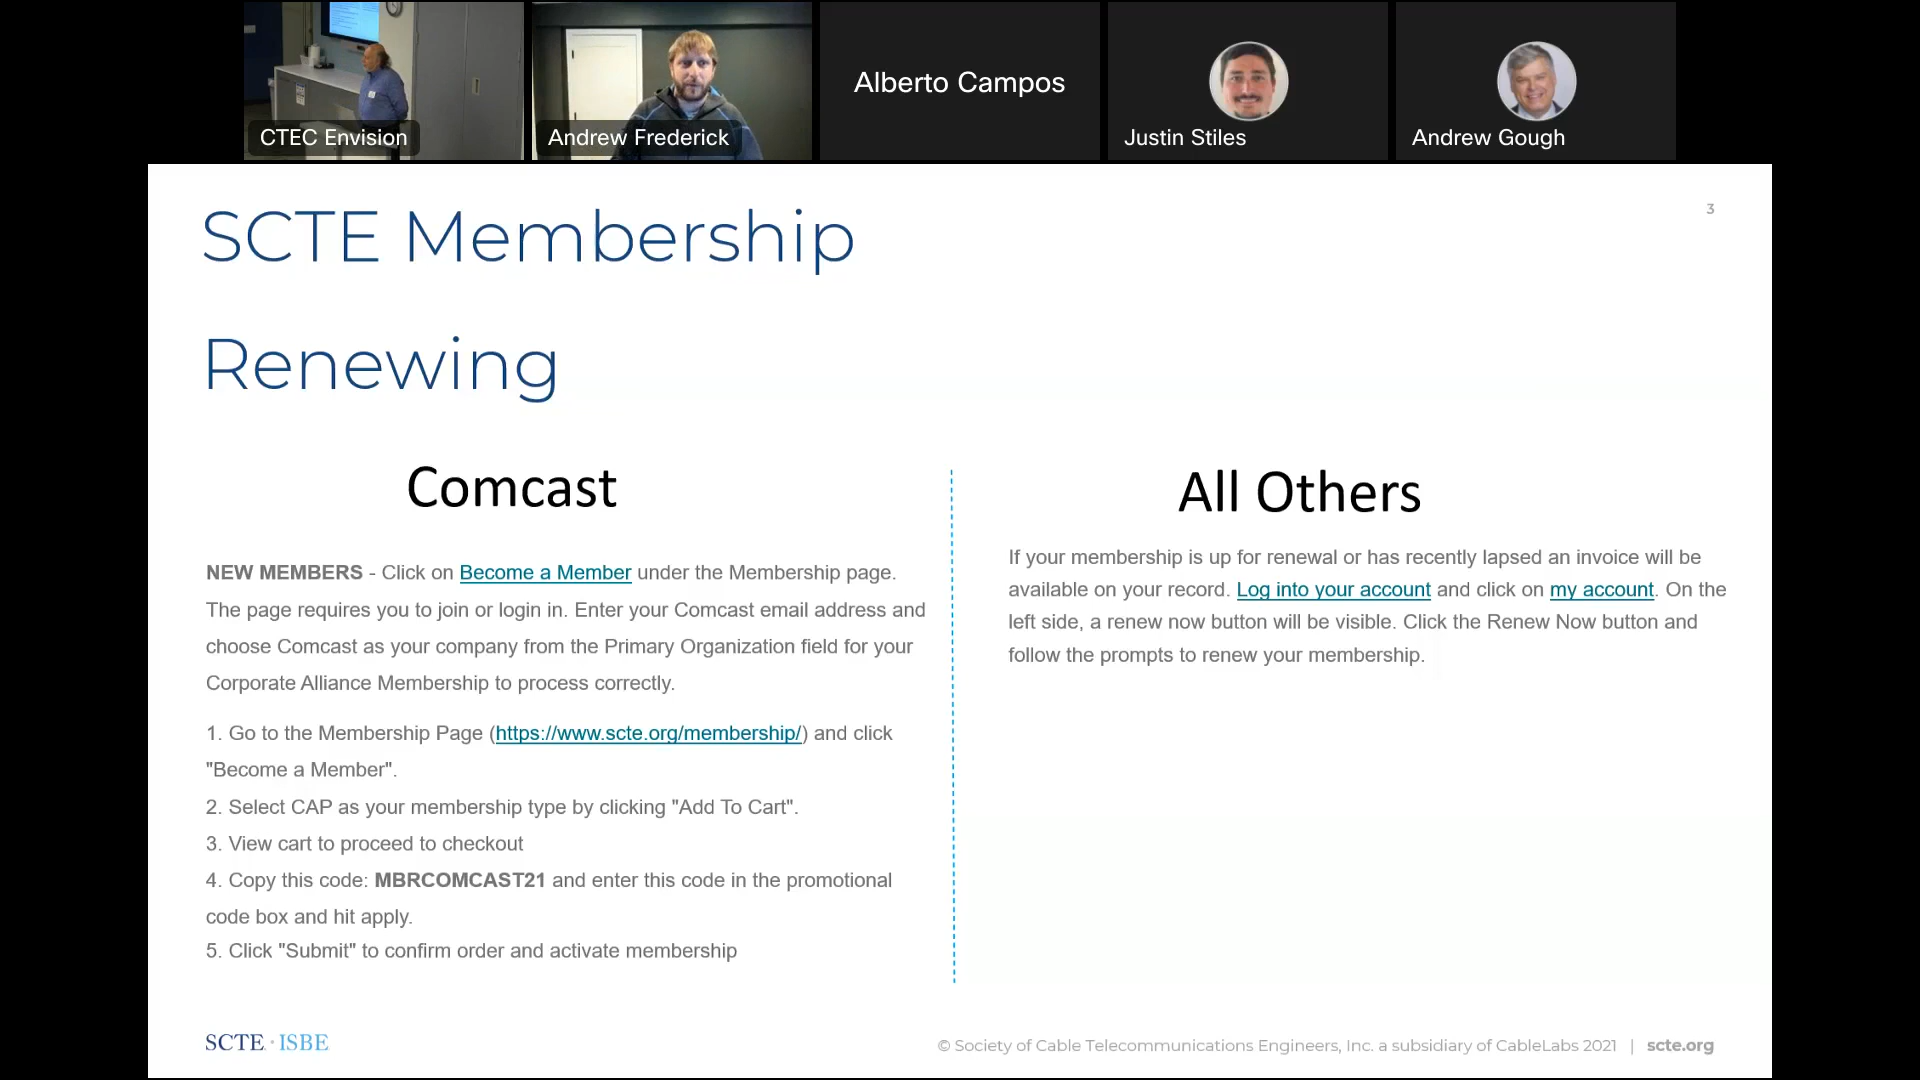 CTEC Envision
Andrew Frederick
Alberto Campos
Justin Stiles
Andrew Gough
SCTE Membership
3
Renewing
Comcast
NEW MEMBERS - Click on Become a Member under the Membership page.
The page requires you to join or login in. Enter your Comcast email address and
choose Comcast as your company from the Primary Organization field for your
Corporate Alliance Membership to process correctly.
1. Go to the Membership Page (https://www.scte.org/membership/) and click
"Become a Member".
2. Select CAP as your membership type by clicking "Add To Cart".
3. View cart to proceed to checkout
4. Copy this code: MBRCOMCAST21 and enter this code in the promotional
code box and hit apply.
5. Click "Submit" to confirm order and activate membership
All Others
If your membership is up for renewal or has recently lapsed an invoice will be
available on your record. Log into your account and click on my account. On the
left side, a renew now button will be visible. Click the Renew Now button and
follow the prompts to renew your membership.
SCTE · ISBE
© Society of Cable Telecommunications Engineers, Inc. a subsidiary of CableLabs 2021 | scte.org